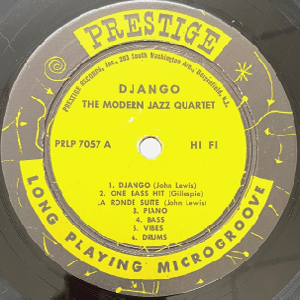 PRESTIGE
PRESTIGE RECORDS, Inc., 203 South Washington Ave. Bergenfield, N.J.
DJANGO
THE MODERN JAZZ QUARTET
PRLP 7057 A HI FI
1. DJANGO (John Lewis)
2. ONE BASS HIT (Gillespie)
LA RONDE SUITE (John Lewis)
3. PIANO
4. BASS
5. VIBES
6. DRUMS
LONG PLAYING MICROGROOVE